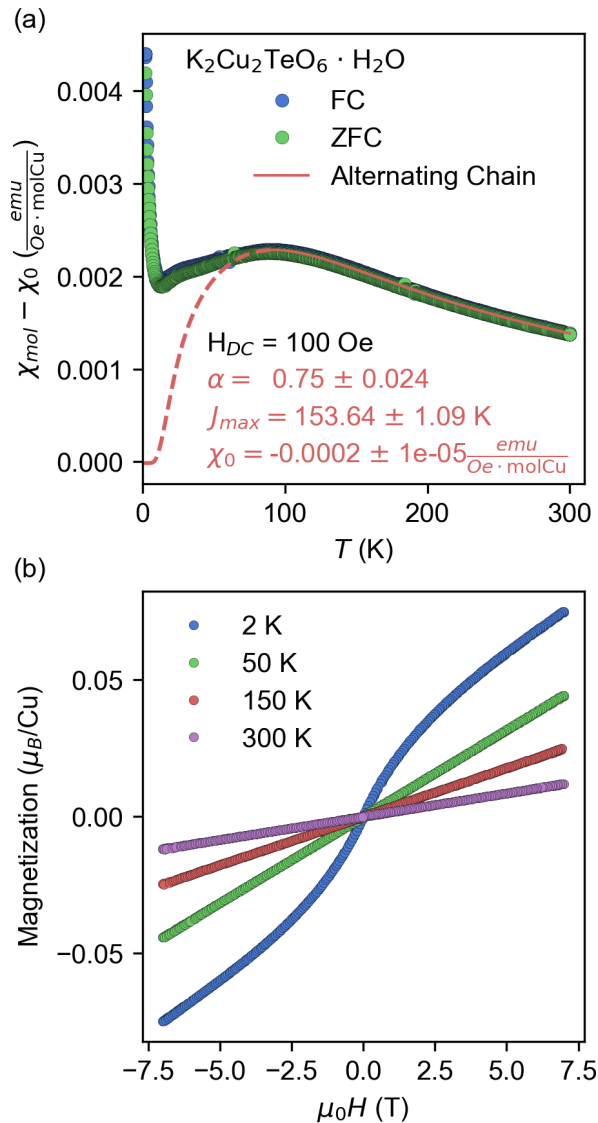 (a)
K₂Cu₂TeO₆ · H₂O
FC
ZFC
Alternating Chain
χmol − χ₀ (emu/Oe·molCu)
0.004
0.003
0.002
0.001
0.000
H_DC = 100 Oe
α = 0.75 ± 0.024
J_max = 153.64 ± 1.09 K
χ₀ = -0.0002 ± 1e-05 emu/Oe·molCu
0 100 200 300
T (K)
(b)
2 K
50 K
150 K
300 K
Magnetization (μ_B/Cu)
0.05
0.00
−0.05
−7.5 −5.0 −2.5 0.0 2.5 5.0 7.5
μ₀H (T)